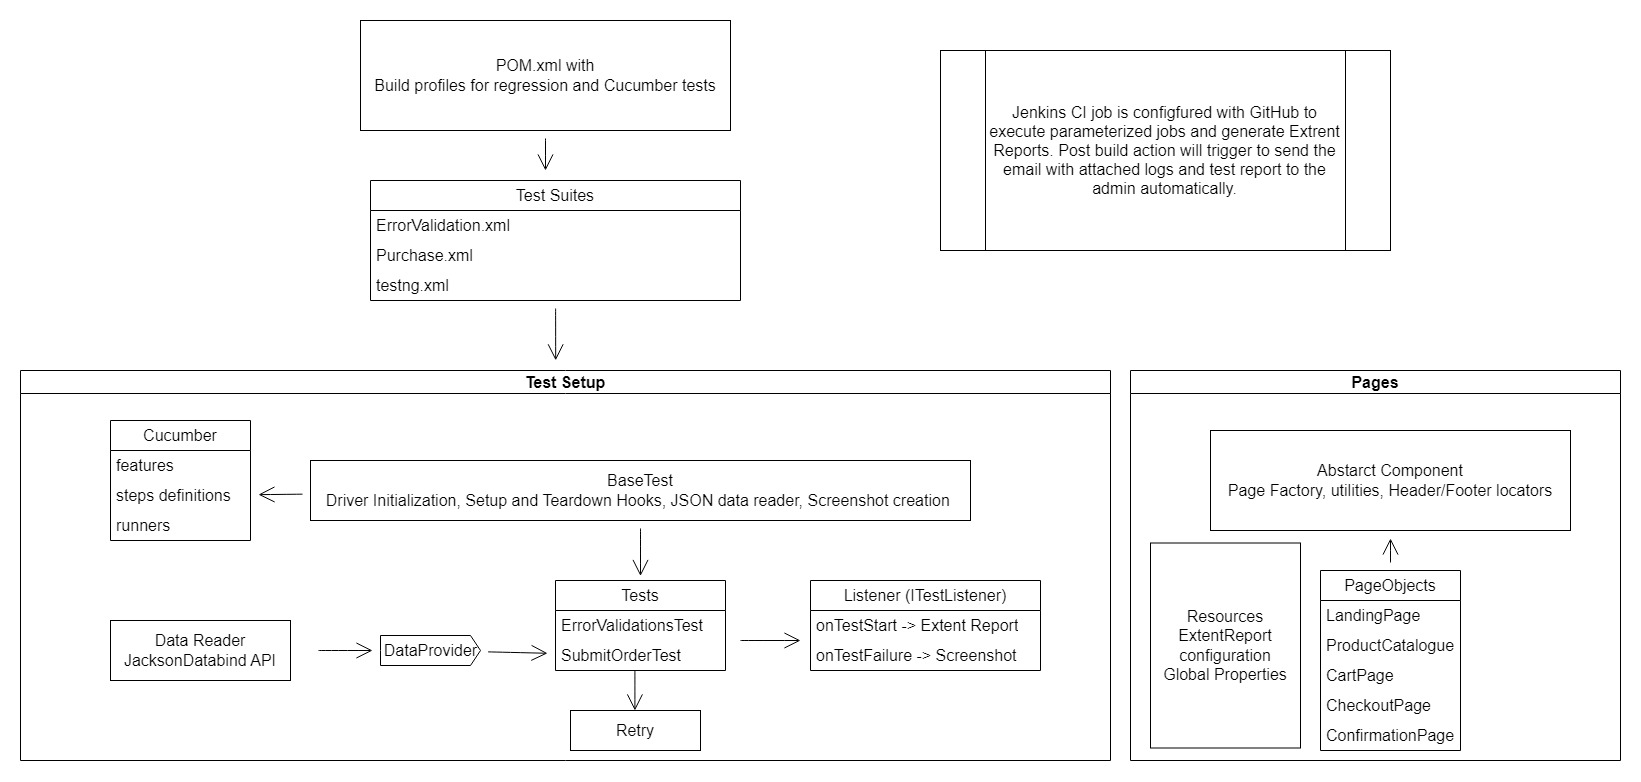 POM.xml with
Build profiles for regression and Cucumber tests
Jenkins CI job is configfured with GitHub to
execute parameterized jobs and generate Extrent
Reports. Post build action will trigger to send the
email with attached logs and test report to the
admin automatically.
Test Suites
ErrorValidation.xml
Purchase.xml
testng.xml
Test Setup
Cucumber
features
steps definitions
runners
BaseTest
Driver Initialization, Setup and Teardown Hooks, JSON data reader, Screenshot creation
Data Reader
JacksonDatabind API
DataProvider
Tests
ErrorValidationsTest
SubmitOrderTest
Listener (ITestListener)
onTestStart -> Extent Report
onTestFailure -> Screenshot
Retry
Pages
Abstarct Component
Page Factory, utilities, Header/Footer locators
Resources
ExtentReport
configuration
Global Properties
PageObjects
LandingPage
ProductCatalogue
CartPage
CheckoutPage
ConfirmationPage